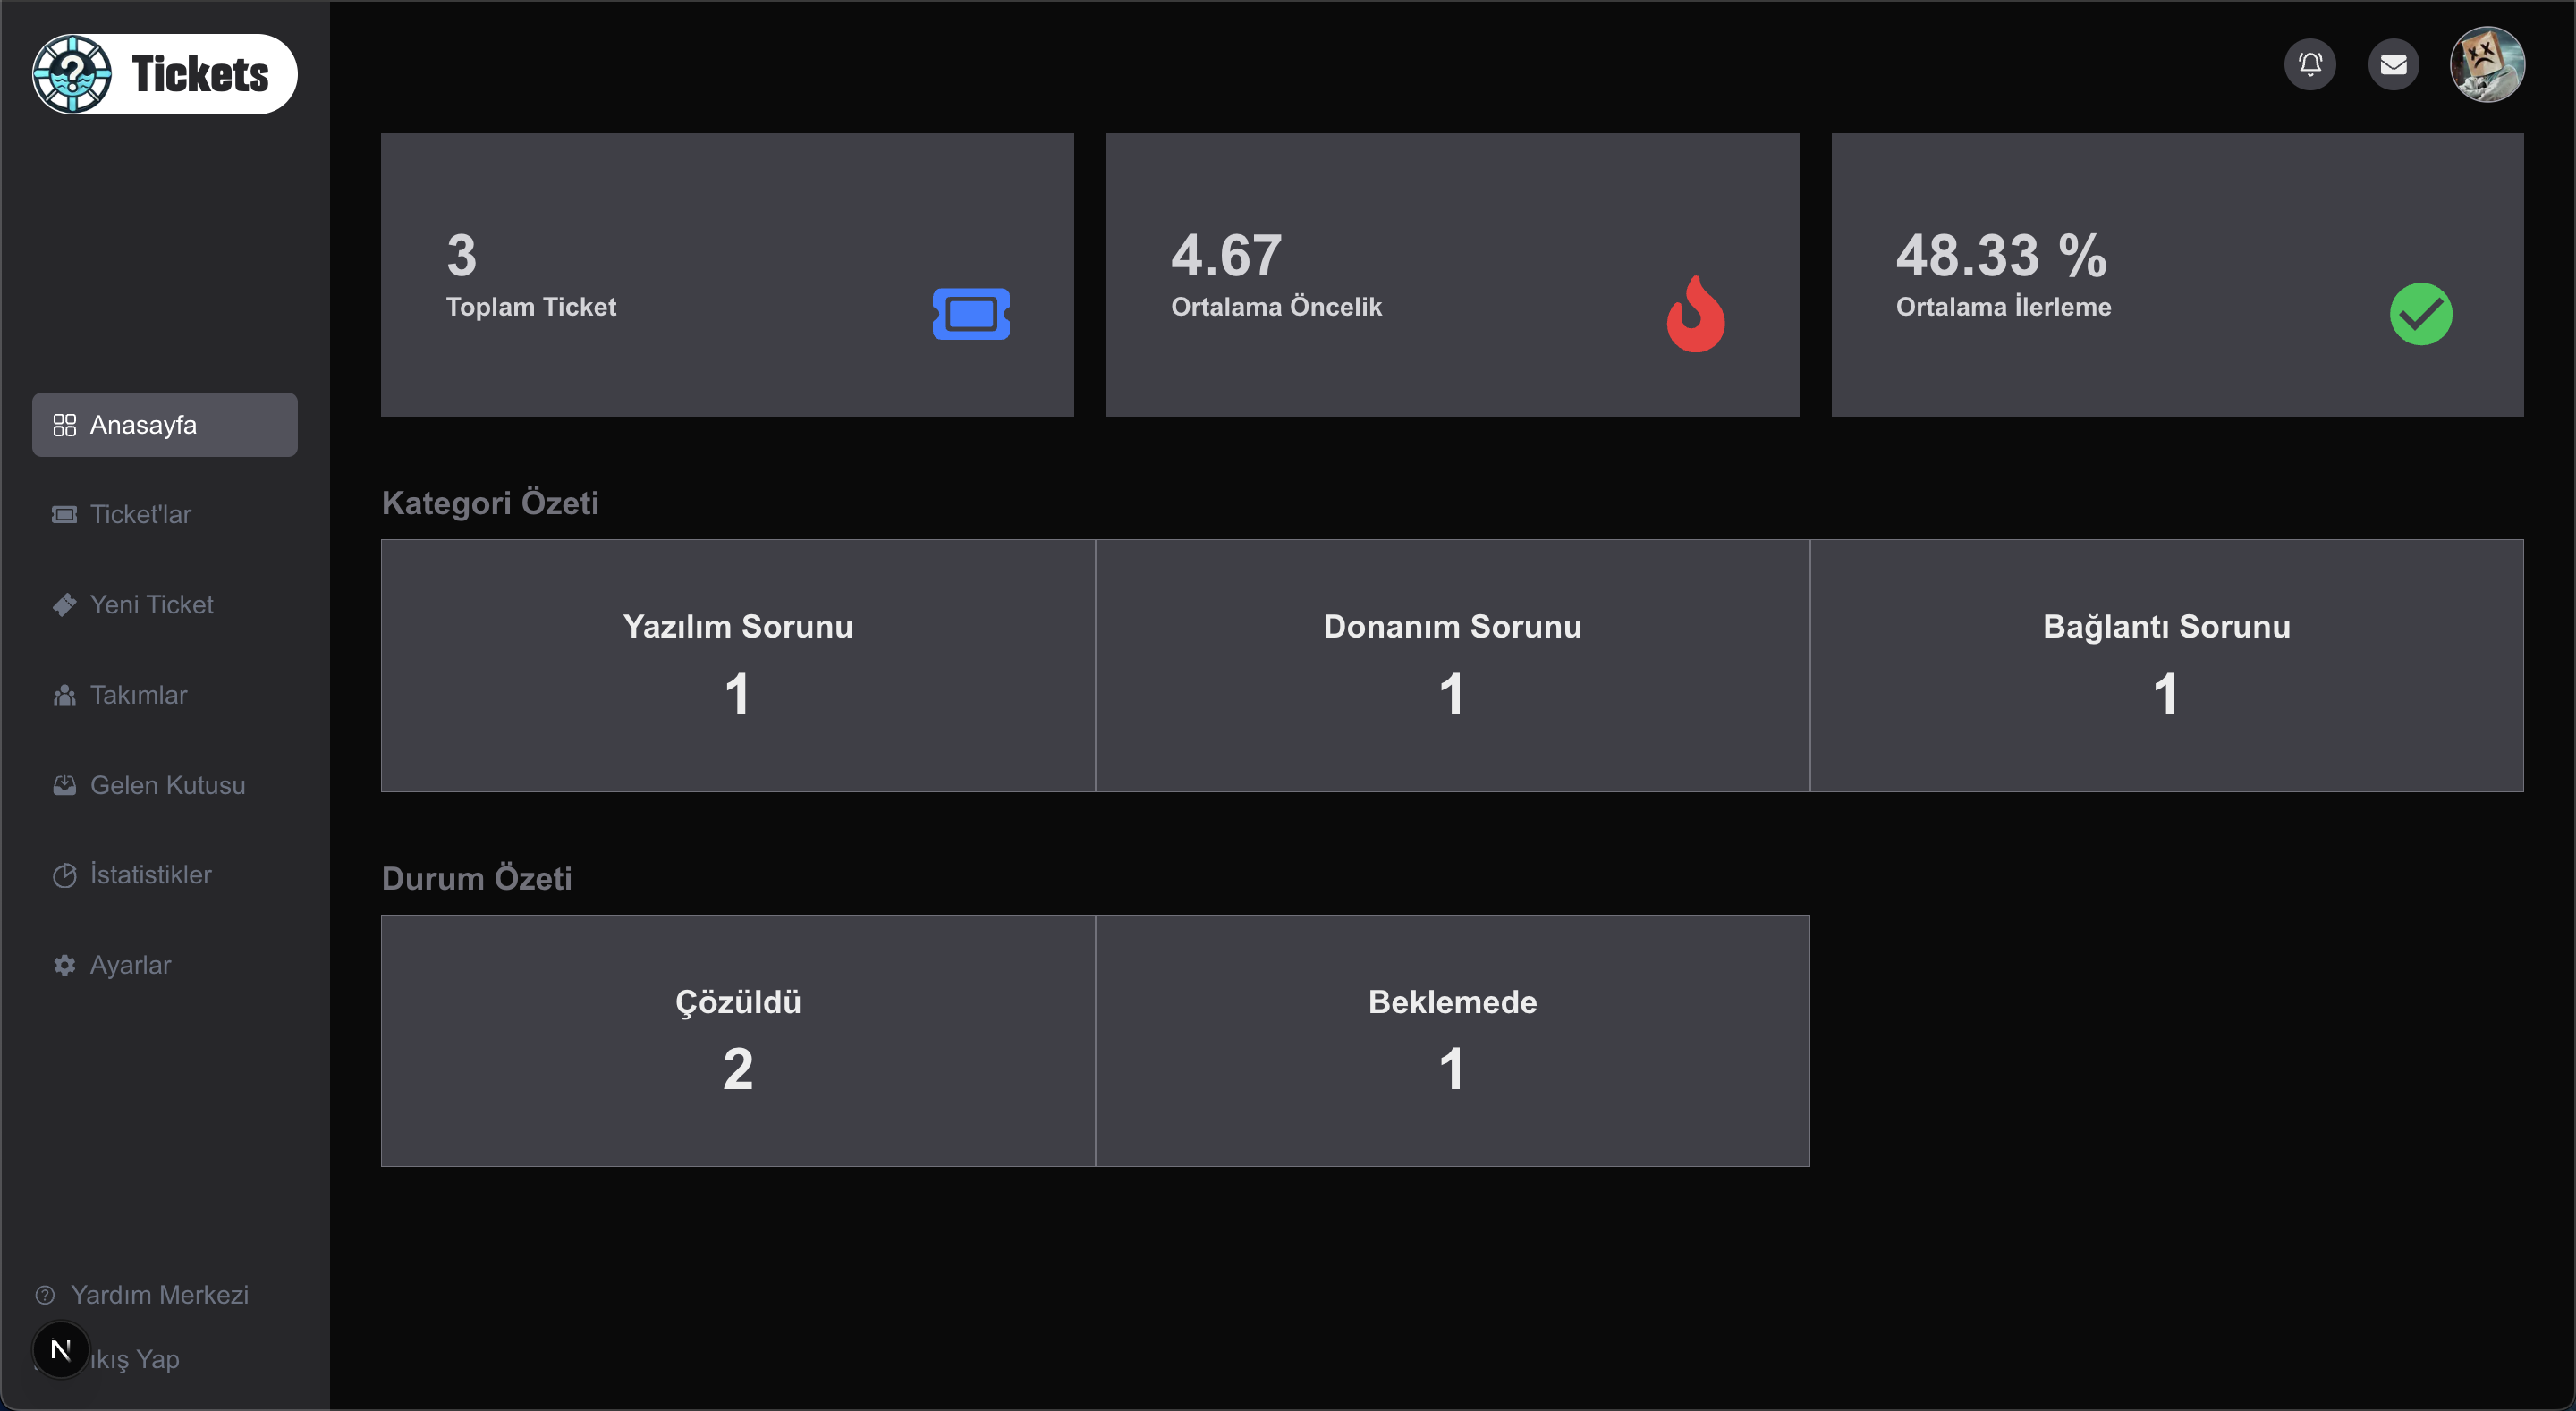 Tickets
Anasayfa
Ticket'lar
Yeni Ticket
Takımlar
Gelen Kutusu
İstatistikler
Ayarlar
Yardım Merkezi
N
ıkış Yap
3
Toplam Ticket
4.67
Ortalama Öncelik
48.33 %
Ortalama İlerleme
Kategori Özeti
Yazılım Sorunu
1
Donanım Sorunu
1
Bağlantı Sorunu
1
Durum Özeti
Çözüldü
2
Beklemede
1